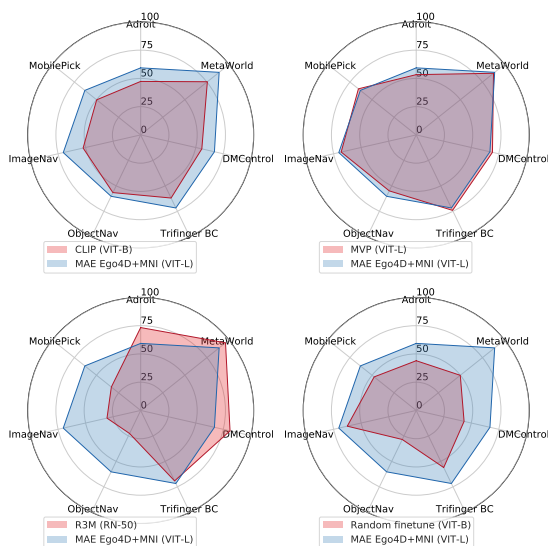 100
Adroit
75
MobilePick
MetaWorld
50
25
0
ImageNav
DMControl
ObjectNav
Trifinger BC
CLIP (VIT-B)
MAE Ego4D+MNI (VIT-L)
100
Adroit
75
MobilePick
MetaWorld
50
25
0
ImageNav
DMControl
ObjectNav
Trifinger BC
MVP (VIT-L)
MAE Ego4D+MNI (VIT-L)
100
Adroit
75
MobilePick
MetaWorld
50
25
0
ImageNav
DMControl
ObjectNav
Trifinger BC
R3M (RN-50)
MAE Ego4D+MNI (VIT-L)
100
Adroit
75
MobilePick
MetaWorld
50
25
0
ImageNav
DMControl
ObjectNav
Trifinger BC
Random finetune (VIT-B)
MAE Ego4D+MNI (VIT-L)